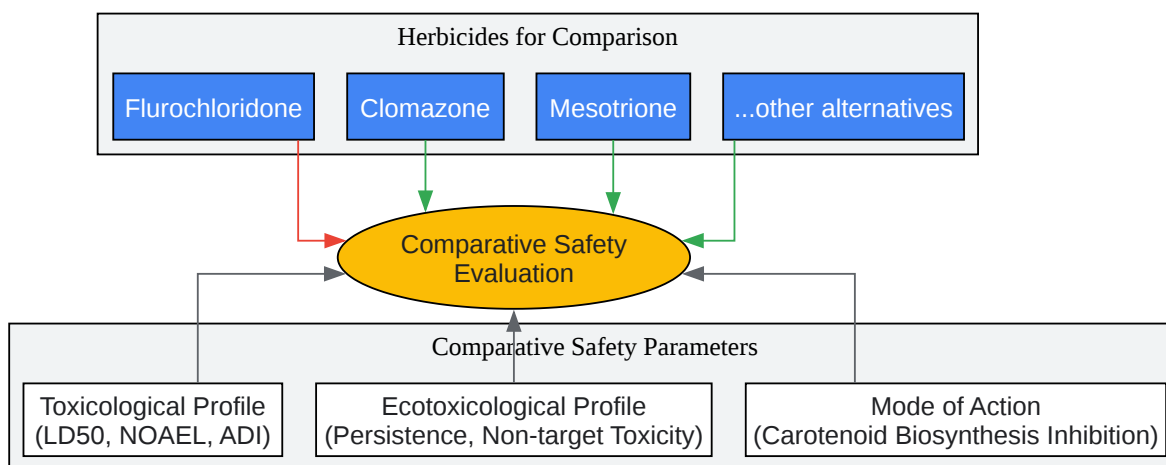 Herbicides for Comparison
Flurochloridone
Clomazone
Mesotrione
...other alternatives
Comparative Safety
Evaluation
Comparative Safety Parameters
Toxicological Profile
(LD50, NOAEL, ADI)
Ecotoxicological Profile
(Persistence, Non-target Toxicity)
Mode of Action
(Carotenoid Biosynthesis Inhibition)